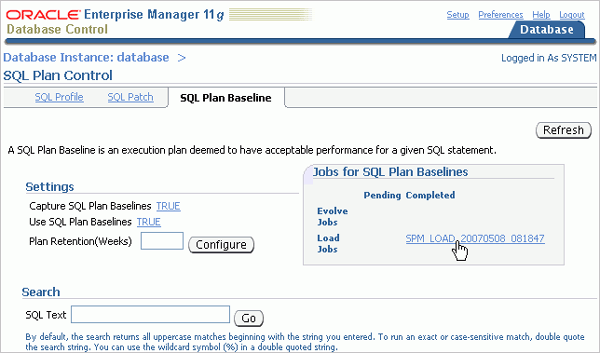 ORACLE Enterprise Manager 11g
Database Control
Setup Preferences Help Logout
Database
Database Instance: database >
Logged in As SYSTEM
SQL Plan Control
SQL Profile SQL Patch SQL Plan Baseline
Refresh
A SQL Plan Baseline is an execution plan deemed to have acceptable performance for a given SQL statement.
Settings
Capture SQL Plan Baselines TRUE
Use SQL Plan Baselines TRUE
Plan Retention(Weeks) Configure
Jobs for SQL Plan Baselines
Pending Completed
Evolve
Jobs
Load SPM_LOAD_20070508_081847
Jobs
Search
SQL Text Go
By default, the search returns all uppercase matches beginning with the string you entered. To run an exact or case-sensitive match, double quote
the search string. You can use the wildcard symbol (%) in a double quoted string.